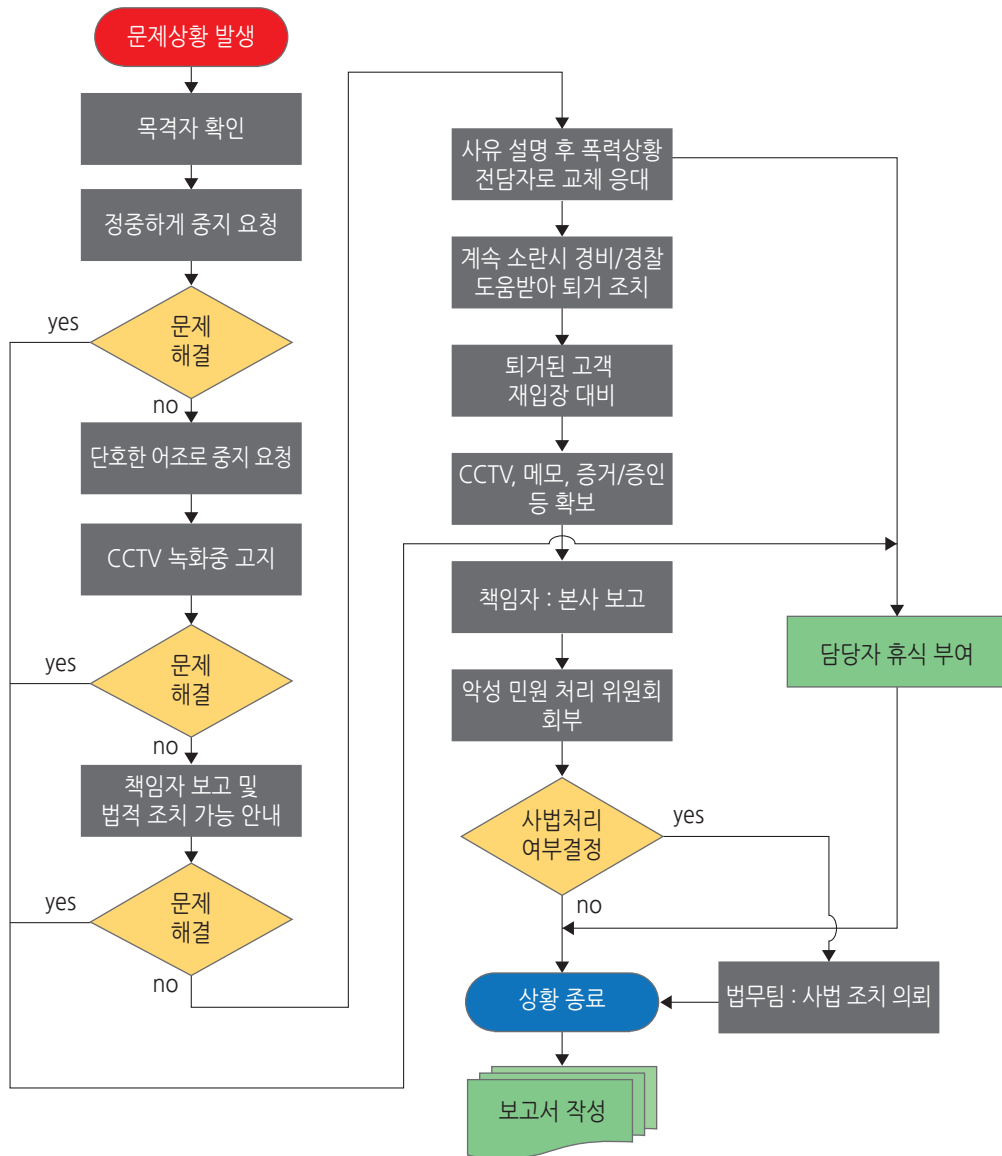 문제상황 발생
목격자 확인
정중하게 중지 요청
yes
문제
해결
no
단호한 어조로 중지 요청
CCTV 녹화중 고지
yes
문제
해결
no
책임자 보고 및
법적 조치 가능 안내
yes
문제
해결
no
사유 설명 후 폭력상황
전담자로 교체 응대
계속 소란시 경비/경찰
도움받아 퇴거 조치
퇴거된 고객
재입장 대비
CCTV, 메모, 증거/증인
등 확보
책임자 : 본사 보고
담당자 휴식 부여
악성 민원 처리 위원회
회부
사법처리
여부결정
yes
no
상황 종료
법무팀 : 사법 조치 의뢰
보고서 작성